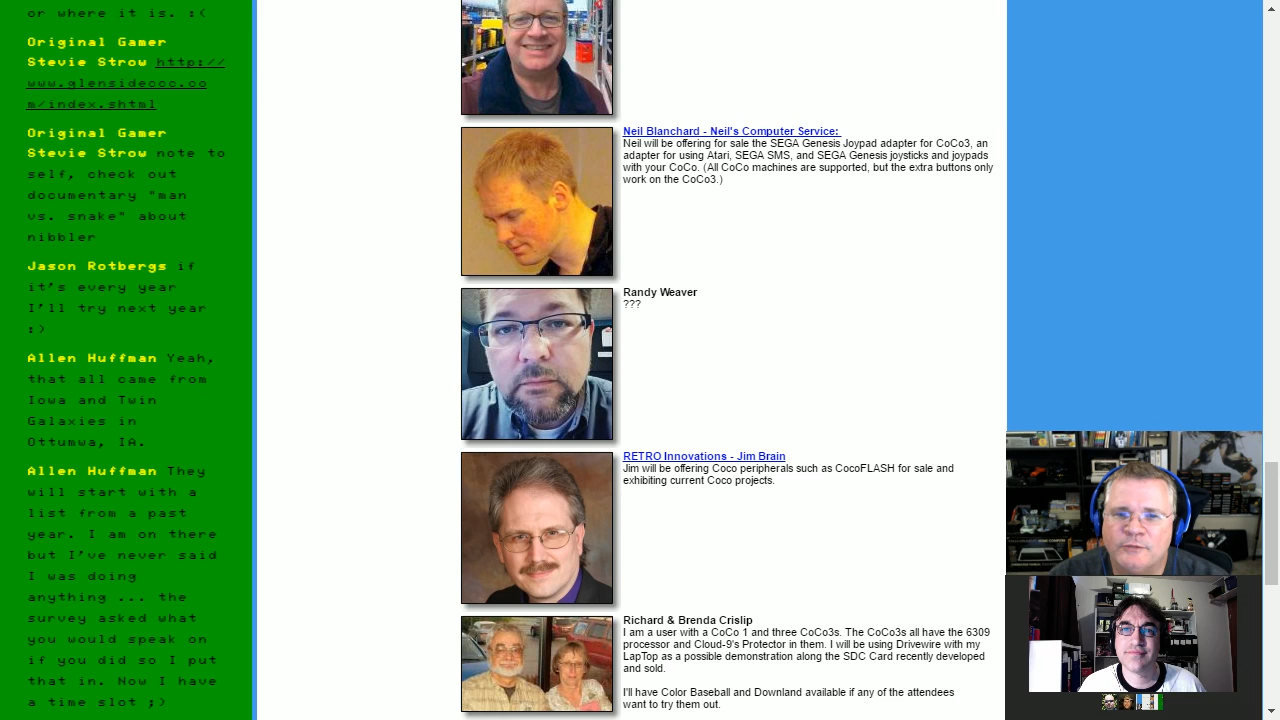 or where it is. :(
Original Gamer
Stevie Strow http://
www.glensideccc.co
m/index.shtml
Original Gamer
Stevie Strow note to
self, check out
documentary "man
vs. snake" about
nibbler
Jason Rotbergs if
it's every year
I'll try next year
:)
Allen Huffman Yeah,
that all came from
Iowa and Twin
Galaxies in
Ottumwa, IA.
Allen Huffman They
will start with a
list from a past
year. I am on there
but I've never said
I was doing
anything ... the
survey asked what
you would speak on
if you did so I put
that in. Now I have
a time slot ;)
Neil Blanchard - Neil's Computer Service:
Neil will be offering for sale the SEGA Genesis Joypad adapter for CoCo3, an
adapter for using Atari, SEGA SMS, and SEGA Genesis joysticks and joypads
with your CoCo. (All CoCo machines are supported, but the extra buttons only
work on the CoCo3.)
Randy Weaver
???
RETRO Innovations - Jim Brain
Jim will be offering Coco peripherals such as CocoFLASH for sale and
exhibiting current Coco projects.
Richard & Brenda Crislip
I am a user with a CoCo 1 and three CoCo3s. The CoCo3s all have the 6309
processor and Cloud-9's Protector in them. I will be using Drivewire with my
LapTop as a possible demonstration along the SDC Card recently developed
and sold.
I'll have Color Baseball and Downland available if any of the attendees
want to try them out.